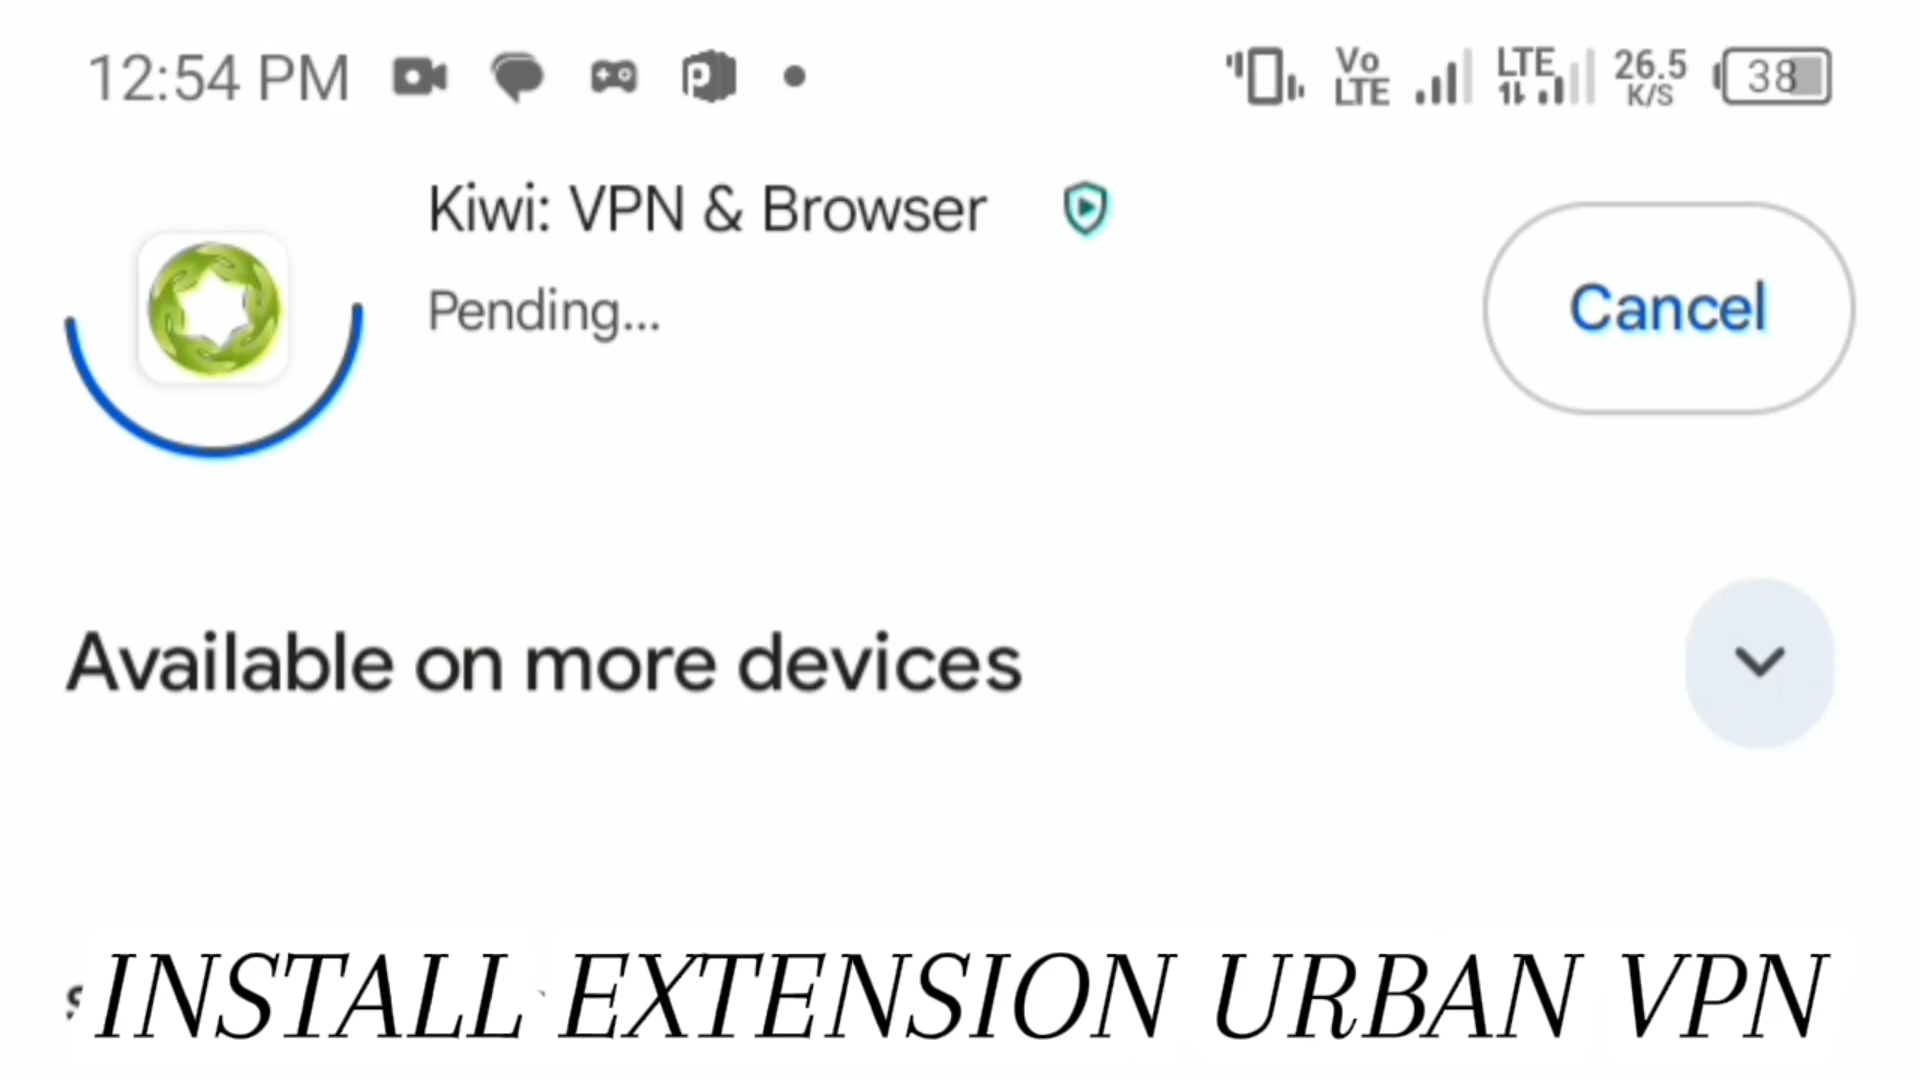 12:54 PM
Vo
LTE
LTE
26.5
K/S
38
Kiwi: VPN & Browser
Pending...
Cancel
Available on more devices
INSTALL EXTENSION URBAN VPN